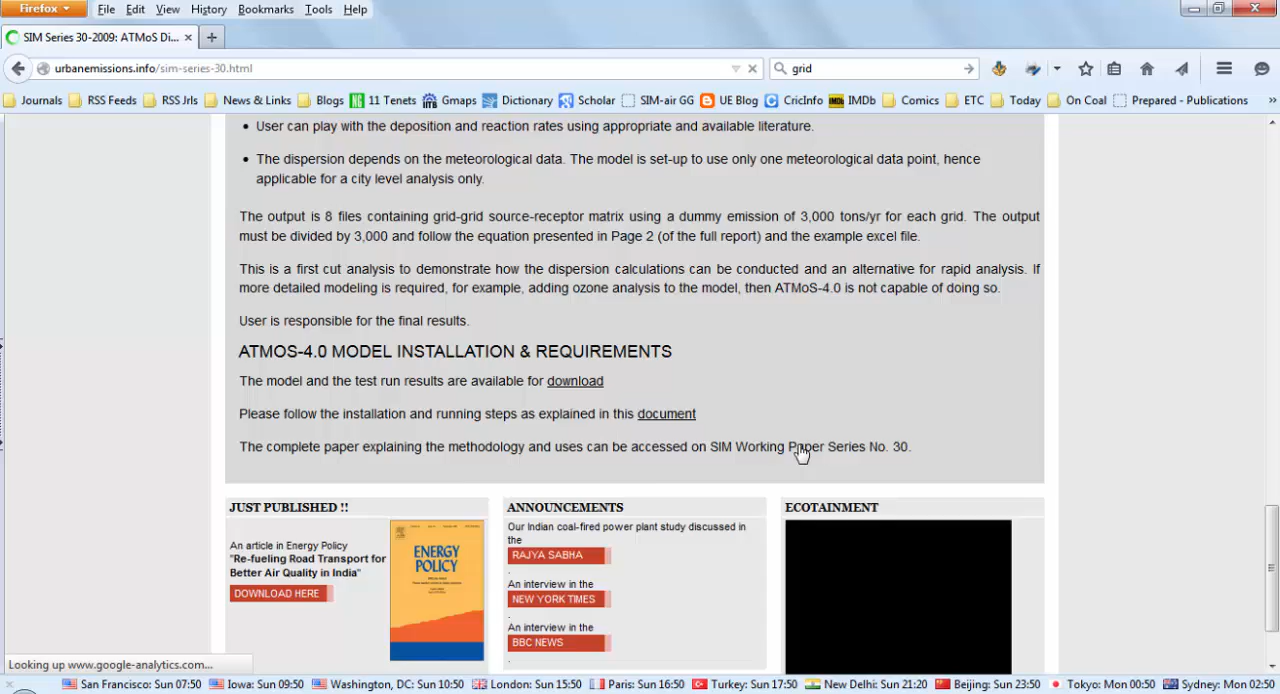 Firefox
File Edit View History Bookmarks Tools Help
SIM Series 30-2009: ATMoS Di... × +
urbanemissions.info/sim-series-30.html
grid
Journals RSS Feeds RSS Jrls News & Links Blogs 11 Tenets Gmaps Dictionary Scholar SIM-air GG UE Blog CricInfo IMDb Comics ETC Today On Coal Prepared - Publications »
• User can play with the deposition and reaction rates using appropriate and available literature.
• The dispersion depends on the meteorological data. The model is set-up to use only one meteorological data point, hence
applicable for a city level analysis only.
The output is 8 files containing grid-grid source-receptor matrix using a dummy emission of 3,000 tons/yr for each grid. The output
must be divided by 3,000 and follow the equation presented in Page 2 (of the full report) and the example excel file.
This is a first cut analysis to demonstrate how the dispersion calculations can be conducted and an alternative for rapid analysis. If
more detailed modeling is required, for example, adding ozone analysis to the model, then ATMoS-4.0 is not capable of doing so.
User is responsible for the final results.
ATMOS-4.0 MODEL INSTALLATION & REQUIREMENTS
The model and the test run results are available for download
Please follow the installation and running steps as explained in this document
The complete paper explaining the methodology and uses can be accessed on SIM Working Paper Series No. 30.
JUST PUBLISHED !!
An article in Energy Policy
"Re-fueling Road Transport for
Better Air Quality in India"
DOWNLOAD HERE
ENERGY
POLICY
ANNOUNCEMENTS
Our Indian coal-fired power plant study discussed in
the
RAJYA SABHA
.
An interview in the
NEW YORK TIMES
.
An interview in the
BBC NEWS
.
ECOTAINMENT
Looking up www.google-analytics.com...
San Francisco: Sun 07:50 Iowa: Sun 09:50 Washington, DC: Sun 10:50 London: Sun 15:50 Paris: Sun 16:50 Turkey: Sun 17:50 New Delhi: Sun 21:20 Beijing: Sun 23:50 Tokyo: Mon 00:50 Sydney: Mon 02:50